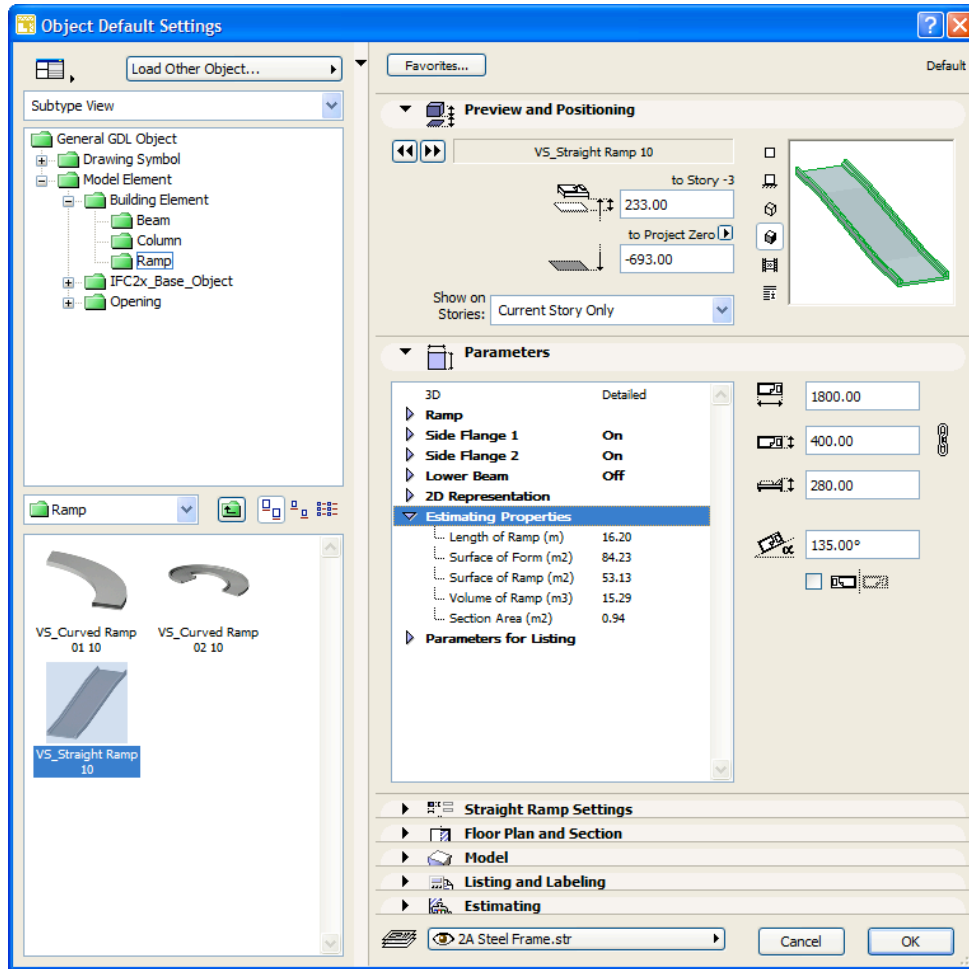 Object Default Settings
Load Other Object...
Subtype View
General GDL Object
Drawing Symbol
Model Element
Building Element
Beam
Column
Ramp
IFC2x_Base_Object
Opening
Ramp
VS_Curved Ramp
01 10
VS_Curved Ramp
02 10
VS_Straight Ramp
10
Favorites...
Default
Preview and Positioning
VS_Straight Ramp 10
to Story -3
233.00
to Project Zero
-693.00
Show on
Stories:
Current Story Only
Parameters
3D Detailed
Ramp
Side Flange 1 On
Side Flange 2 On
Lower Beam Off
2D Representation
Estimating Properties
Length of Ramp (m) 16.20
Surface of Form (m2) 84.23
Surface of Ramp (m2) 53.13
Volume of Ramp (m3) 15.29
Section Area (m2) 0.94
Parameters for Listing
1800.00
400.00
280.00
α
135.00°
Straight Ramp Settings
Floor Plan and Section
Model
Listing and Labeling
Estimating
2A Steel Frame.str
Cancel
OK